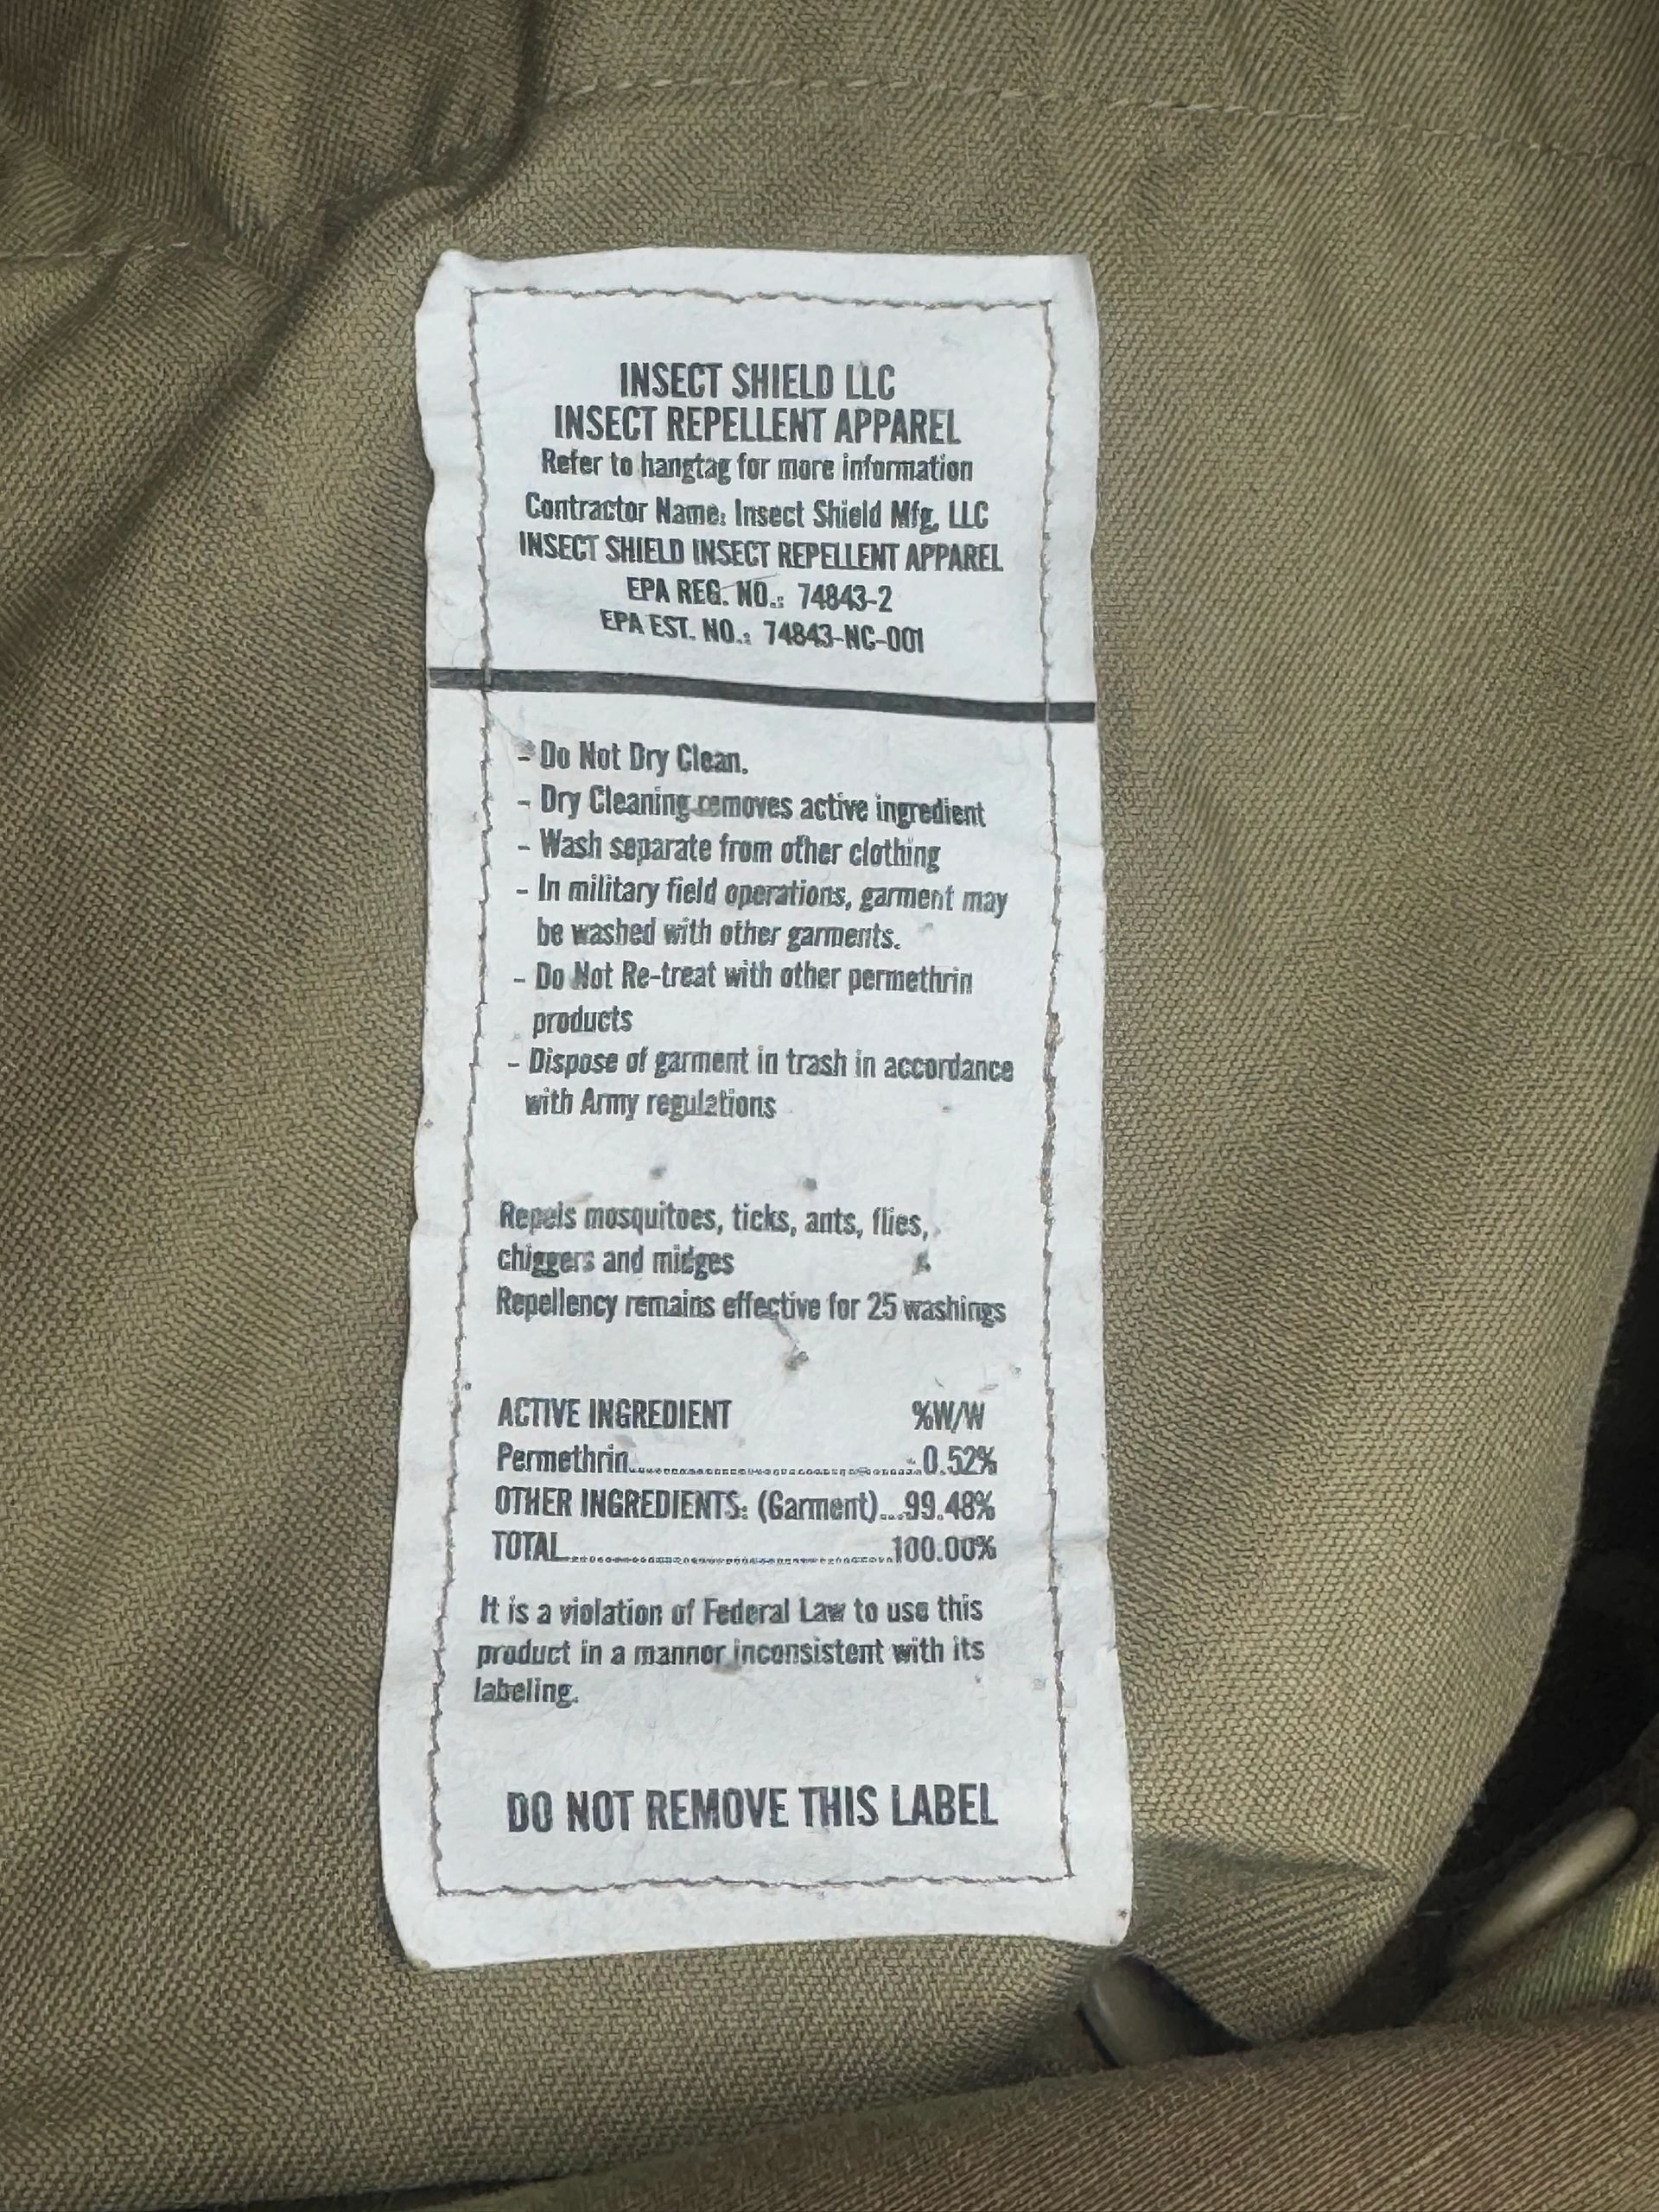 INSECT SHIELD LLC
INSECT REPELLENT APPAREL
Refer to hangtag for more information
Contractor Name: Insect Shield Mfg, LLC
INSECT SHIELD INSECT REPELLENT APPAREL
EPA REG. NO.: 74843-2
EPA EST. NO.: 74843-NC-001
- Do Not Dry Clean.
- Dry Cleaning removes active ingredient
- Wash separate from other clothing
- In military field operations, garment may
be washed with other garments.
- Do Not Re-treat with other permethrin
products
- Dispose of garment in trash in accordance
with Army regulations
Repels mosquitoes, ticks, ants, flies,
chiggers and midges
Repellency remains effective for 25 washings
ACTIVE INGREDIENT %W/W
Permethrin..............................0.52%
OTHER INGREDIENTS: (Garment)...99.48%
TOTAL..............................100.00%
It is a violation of Federal Law to use this
product in a manner inconsistent with its
labeling.
DO NOT REMOVE THIS LABEL